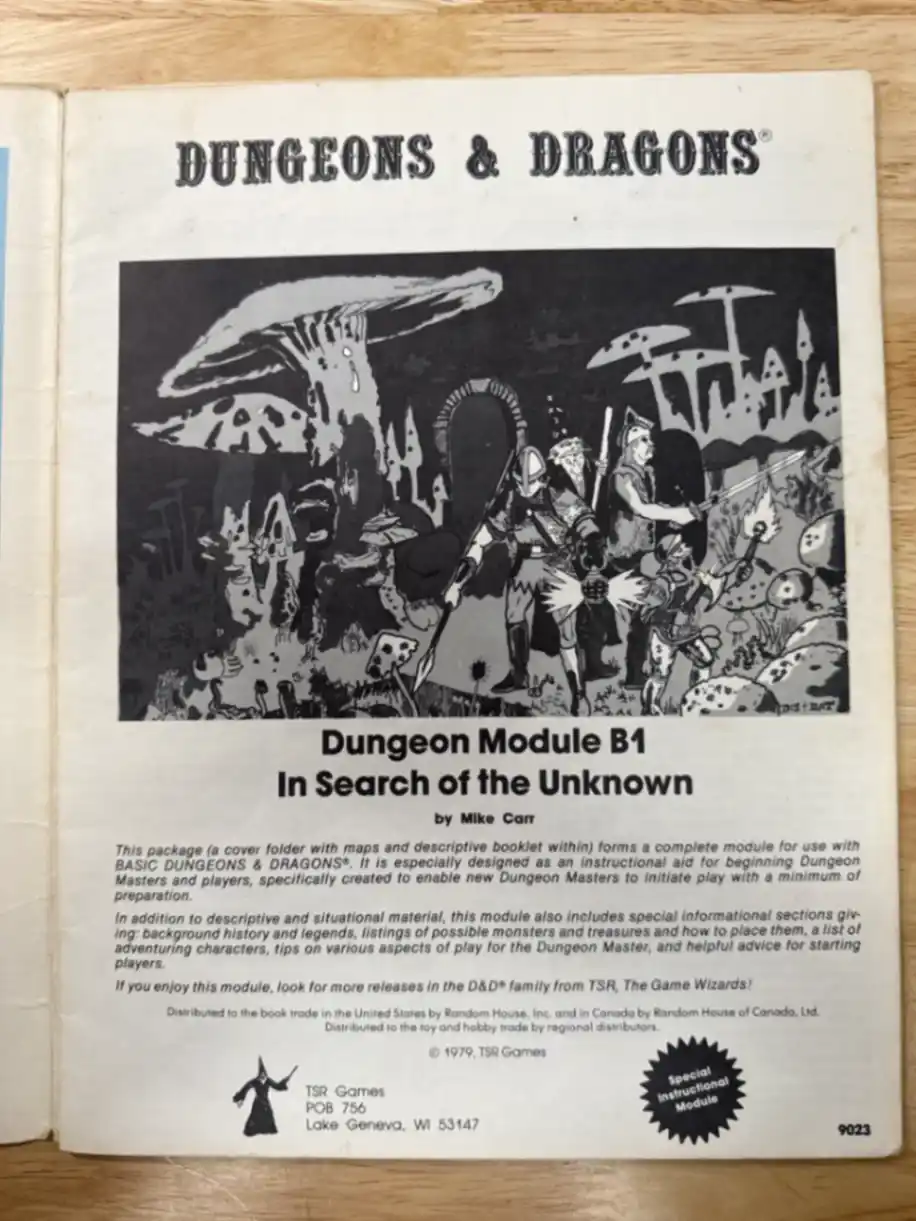 DUNGEONS & DRAGONS®
DIS & DAT
Dungeon Module B1
In Search of the Unknown
by Mike Carr
This package (a cover folder with maps and descriptive booklet within) forms a complete module for use with
BASIC DUNGEONS & DRAGONS®. It is especially designed as an instructional aid for beginning Dungeon
Masters and players, specifically created to enable new Dungeon Masters to initiate play with a minimum of
preparation.
In addition to descriptive and situational material, this module also includes special informational sections giv-
ing: background history and legends, listings of possible monsters and treasures and how to place them, a list of
adventuring characters, tips on various aspects of play for the Dungeon Master, and helpful advice for starting
players.
If you enjoy this module, look for more releases in the D&D® family from TSR, The Game Wizards!
Distributed to the book trade in the United States by Random House, Inc. and in Canada by Random House of Canada, Ltd.
Distributed to the toy and hobby trade by regional distributors.
© 1979, TSR Games
TSR Games
POB 756
Lake Geneva, WI 53147
Special
Instructional
Module
9023